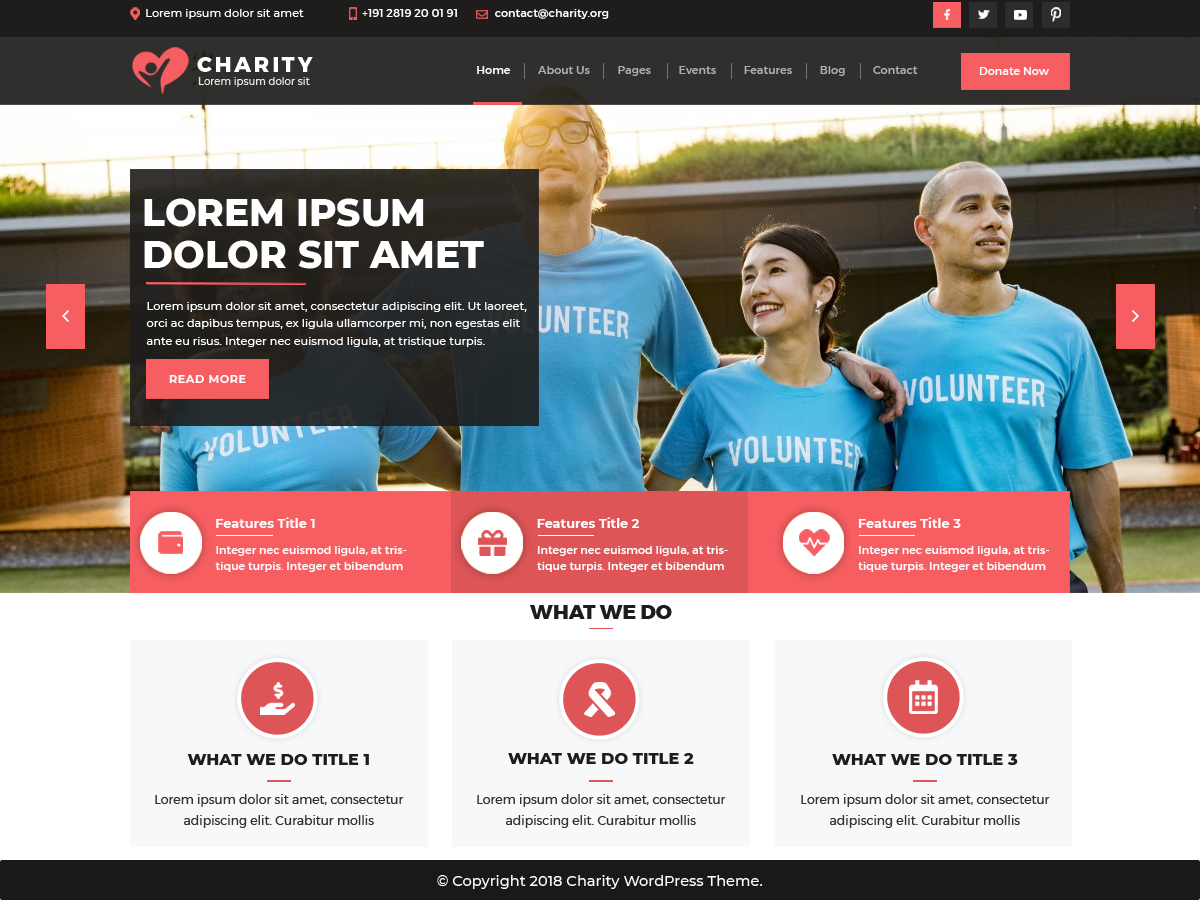 Lorem ipsum dolor sit amet
+191 2819 20 01 91
contact@charity.org
CHARITY
Lorem ipsum dolor sit
Home
About Us
Pages
Events
Features
Blog
Contact
Donate Now
LOREM IPSUM
DOLOR SIT AMET
Lorem ipsum dolor sit amet, consectetur adipiscing elit. Ut laoreet,
orci ac dapibus tempus, ex ligula ullamcorper mi, non egestas elit
ante eu risus. Integer nec euismod ligula, at tristique turpis.
READ MORE
UNTEER
VOLUNTEER
VOLUNTEER
VOLUNTEER
Features Title 1
Integer nec euismod ligula, at tris-
tique turpis. Integer et bibendum
Features Title 2
Integer nec euismod ligula, at tris-
tique turpis. Integer et bibendum
Features Title 3
Integer nec euismod ligula, at tris-
tique turpis. Integer et bibendum
WHAT WE DO
WHAT WE DO TITLE 1
Lorem ipsum dolor sit amet, consectetur
adipiscing elit. Curabitur mollis
WHAT WE DO TITLE 2
Lorem ipsum dolor sit amet, consectetur
adipiscing elit. Curabitur mollis
WHAT WE DO TITLE 3
Lorem ipsum dolor sit amet, consectetur
adipiscing elit. Curabitur mollis
© Copyright 2018 Charity WordPress Theme.